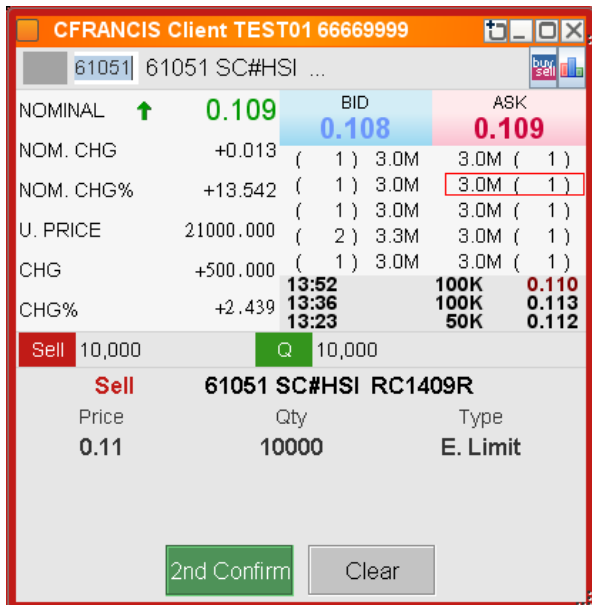 CFRANCIS Client TEST01 66669999
61051 61051 SC#HSI ...
buy sell
NOMINAL 0.109 BID 0.108 ASK 0.109
NOM. CHG +0.013 ( 1 ) 3.0M 3.0M ( 1 )
NOM. CHG% +13.542 ( 1 ) 3.0M 3.0M ( 1 )
( 1 ) 3.0M 3.0M ( 1 )
U. PRICE 21000.000 ( 2 ) 3.3M 3.0M ( 1 )
CHG +500.000 ( 1 ) 3.0M 3.0M ( 1 )
13:52 100K 0.110
CHG% +2.439 13:36 100K 0.113
13:23 50K 0.112
Sell 10,000 Q 10,000
Sell 61051 SC#HSI RC1409R
Price Qty Type
0.11 10000 E. Limit
2nd Confirm Clear